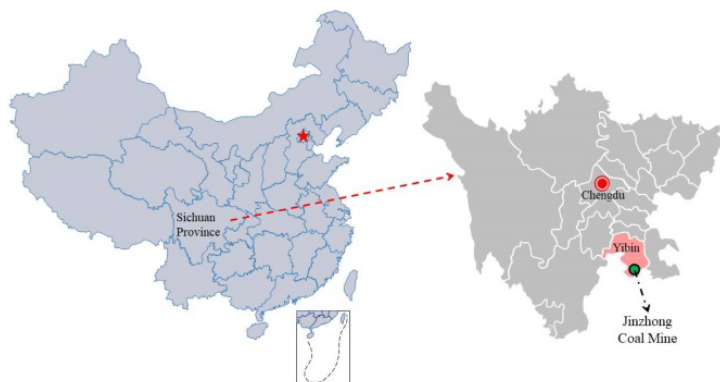 Sichuan
Province
Chengdu
Yibin
Jinzhong
Coal Mine